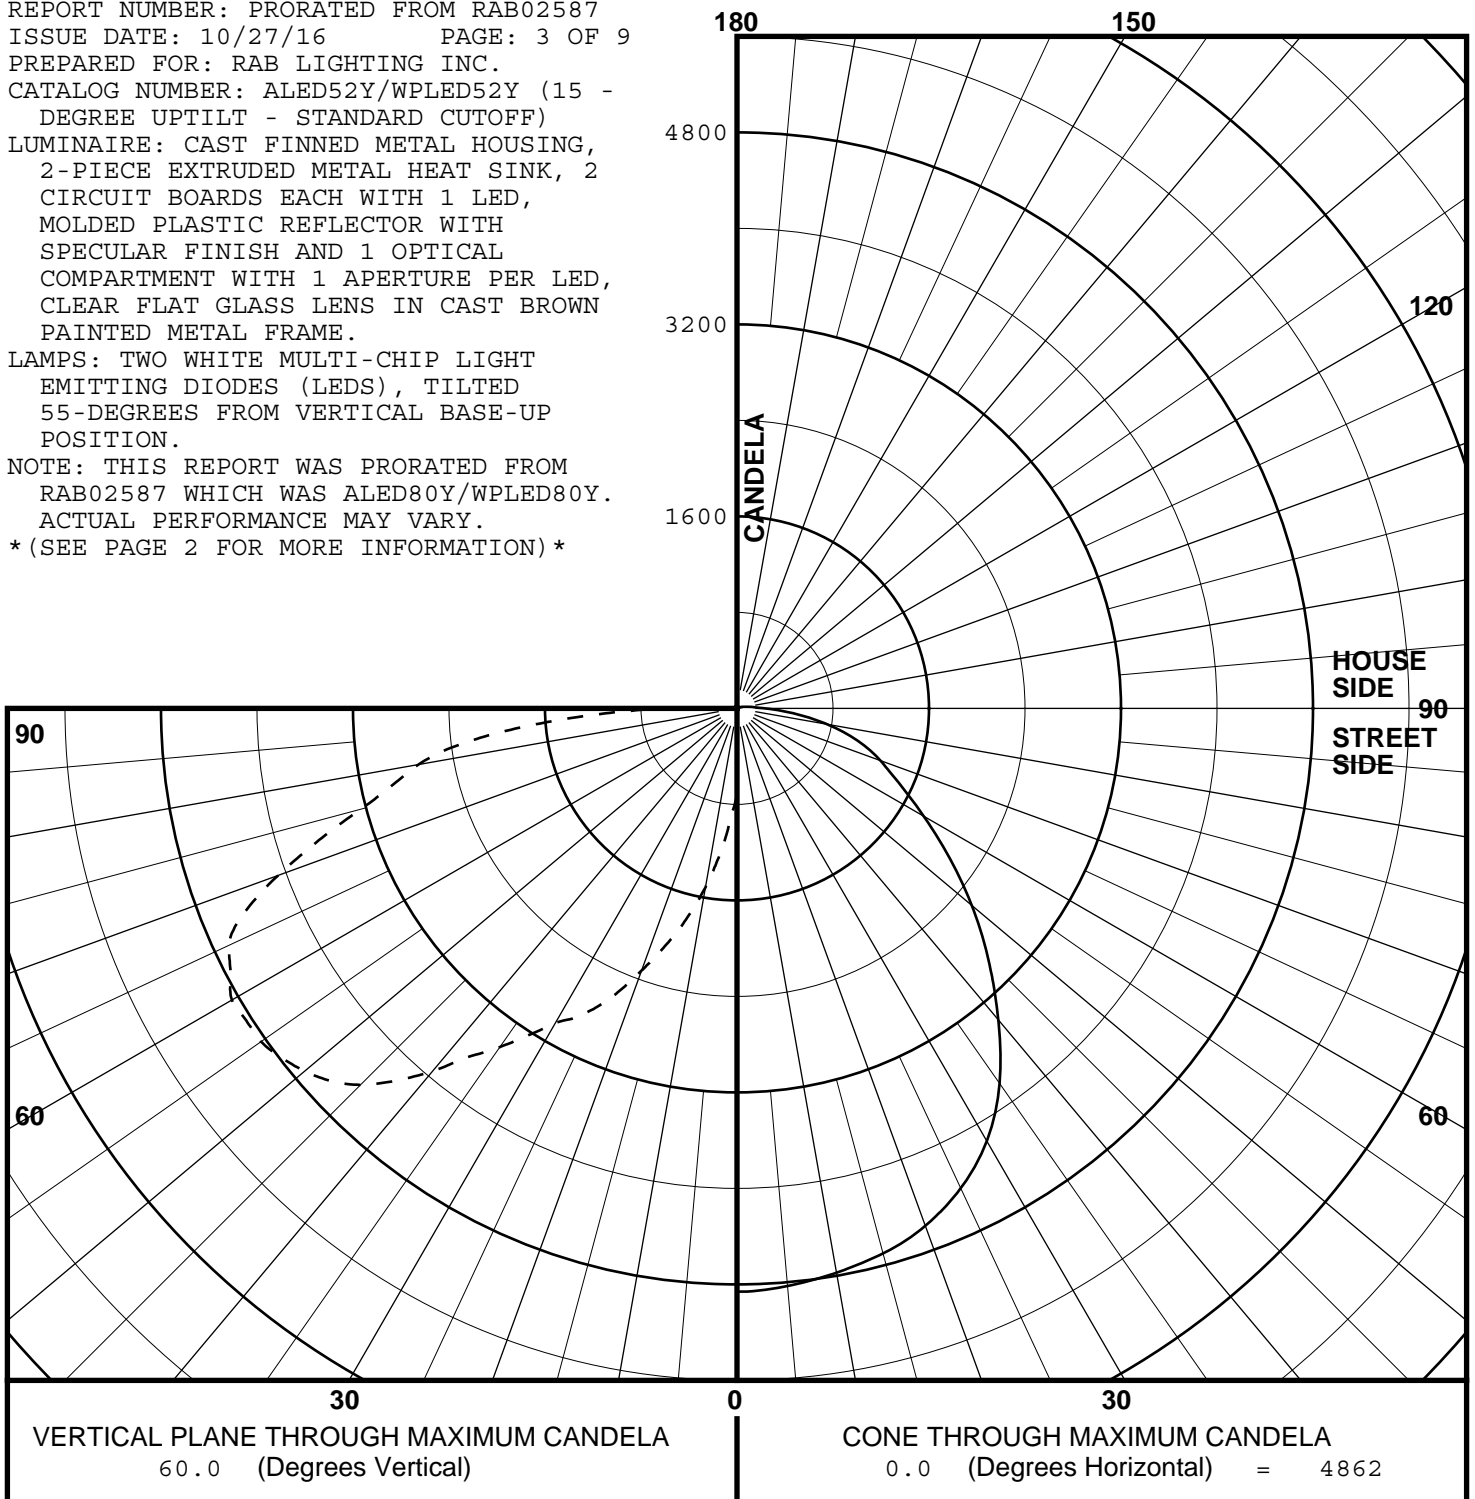 REPORT NUMBER: PRORATED FROM RAB02587
ISSUE DATE: 10/27/16 PAGE: 3 OF 9
PREPARED FOR: RAB LIGHTING INC.
CATALOG NUMBER: ALED52Y/WPLED52Y (15 -
DEGREE UPTILT - STANDARD CUTOFF)
LUMINAIRE: CAST FINNED METAL HOUSING,
2-PIECE EXTRUDED METAL HEAT SINK, 2
CIRCUIT BOARDS EACH WITH 1 LED,
MOLDED PLASTIC REFLECTOR WITH
SPECULAR FINISH AND 1 OPTICAL
COMPARTMENT WITH 1 APERTURE PER LED,
CLEAR FLAT GLASS LENS IN CAST BROWN
PAINTED METAL FRAME.
LAMPS: TWO WHITE MULTI-CHIP LIGHT
EMITTING DIODES (LEDS), TILTED
55-DEGREES FROM VERTICAL BASE-UP
POSITION.
NOTE: THIS REPORT WAS PRORATED FROM
RAB02587 WHICH WAS ALED80Y/WPLED80Y.
ACTUAL PERFORMANCE MAY VARY.
*(SEE PAGE 2 FOR MORE INFORMATION)*
180
150
4800
120
3200
CANDELA
1600
HOUSE
SIDE
90
90
STREET
SIDE
60
60
30
0
30
VERTICAL PLANE THROUGH MAXIMUM CANDELA
60.0 (Degrees Vertical)
CONE THROUGH MAXIMUM CANDELA
0.0 (Degrees Horizontal) = 4862